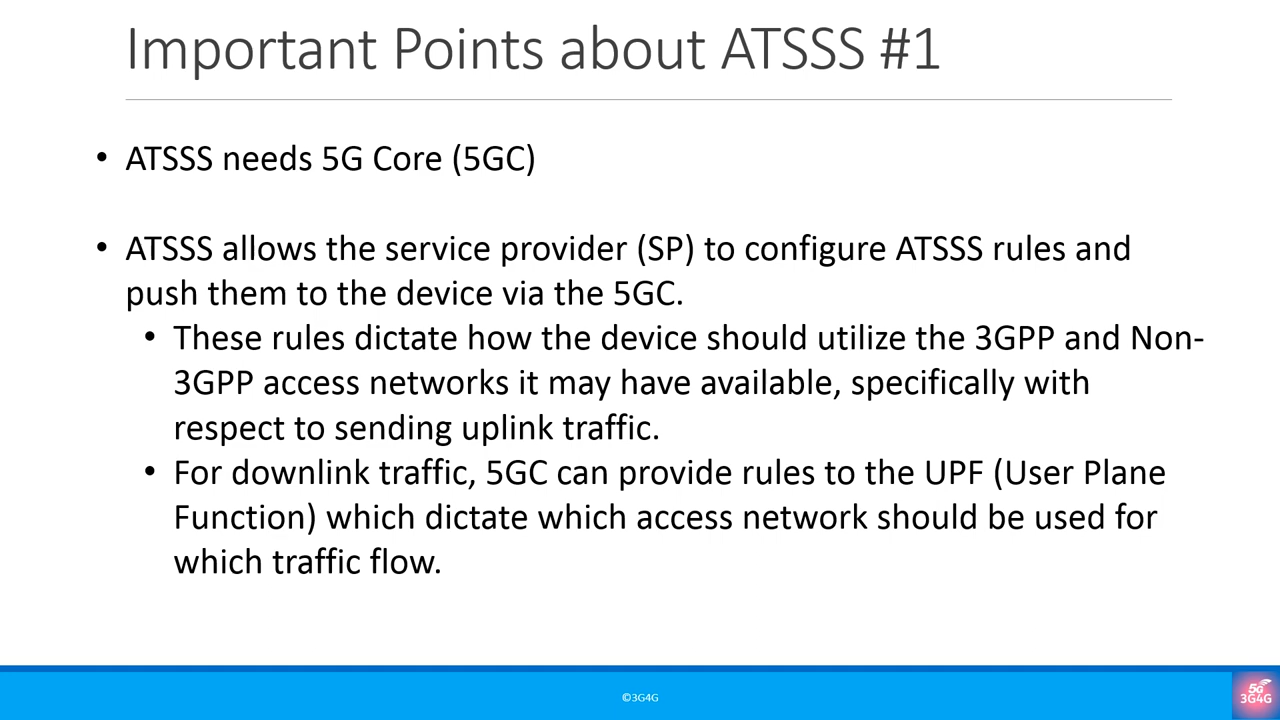 Important Points about ATSSS #1
• ATSSS needs 5G Core (5GC)
• ATSSS allows the service provider (SP) to configure ATSSS rules and
push them to the device via the 5GC.
• These rules dictate how the device should utilize the 3GPP and Non-
3GPP access networks it may have available, specifically with
respect to sending uplink traffic.
• For downlink traffic, 5GC can provide rules to the UPF (User Plane
Function) which dictate which access network should be used for
which traffic flow.
©3G4G
5G
3G4G